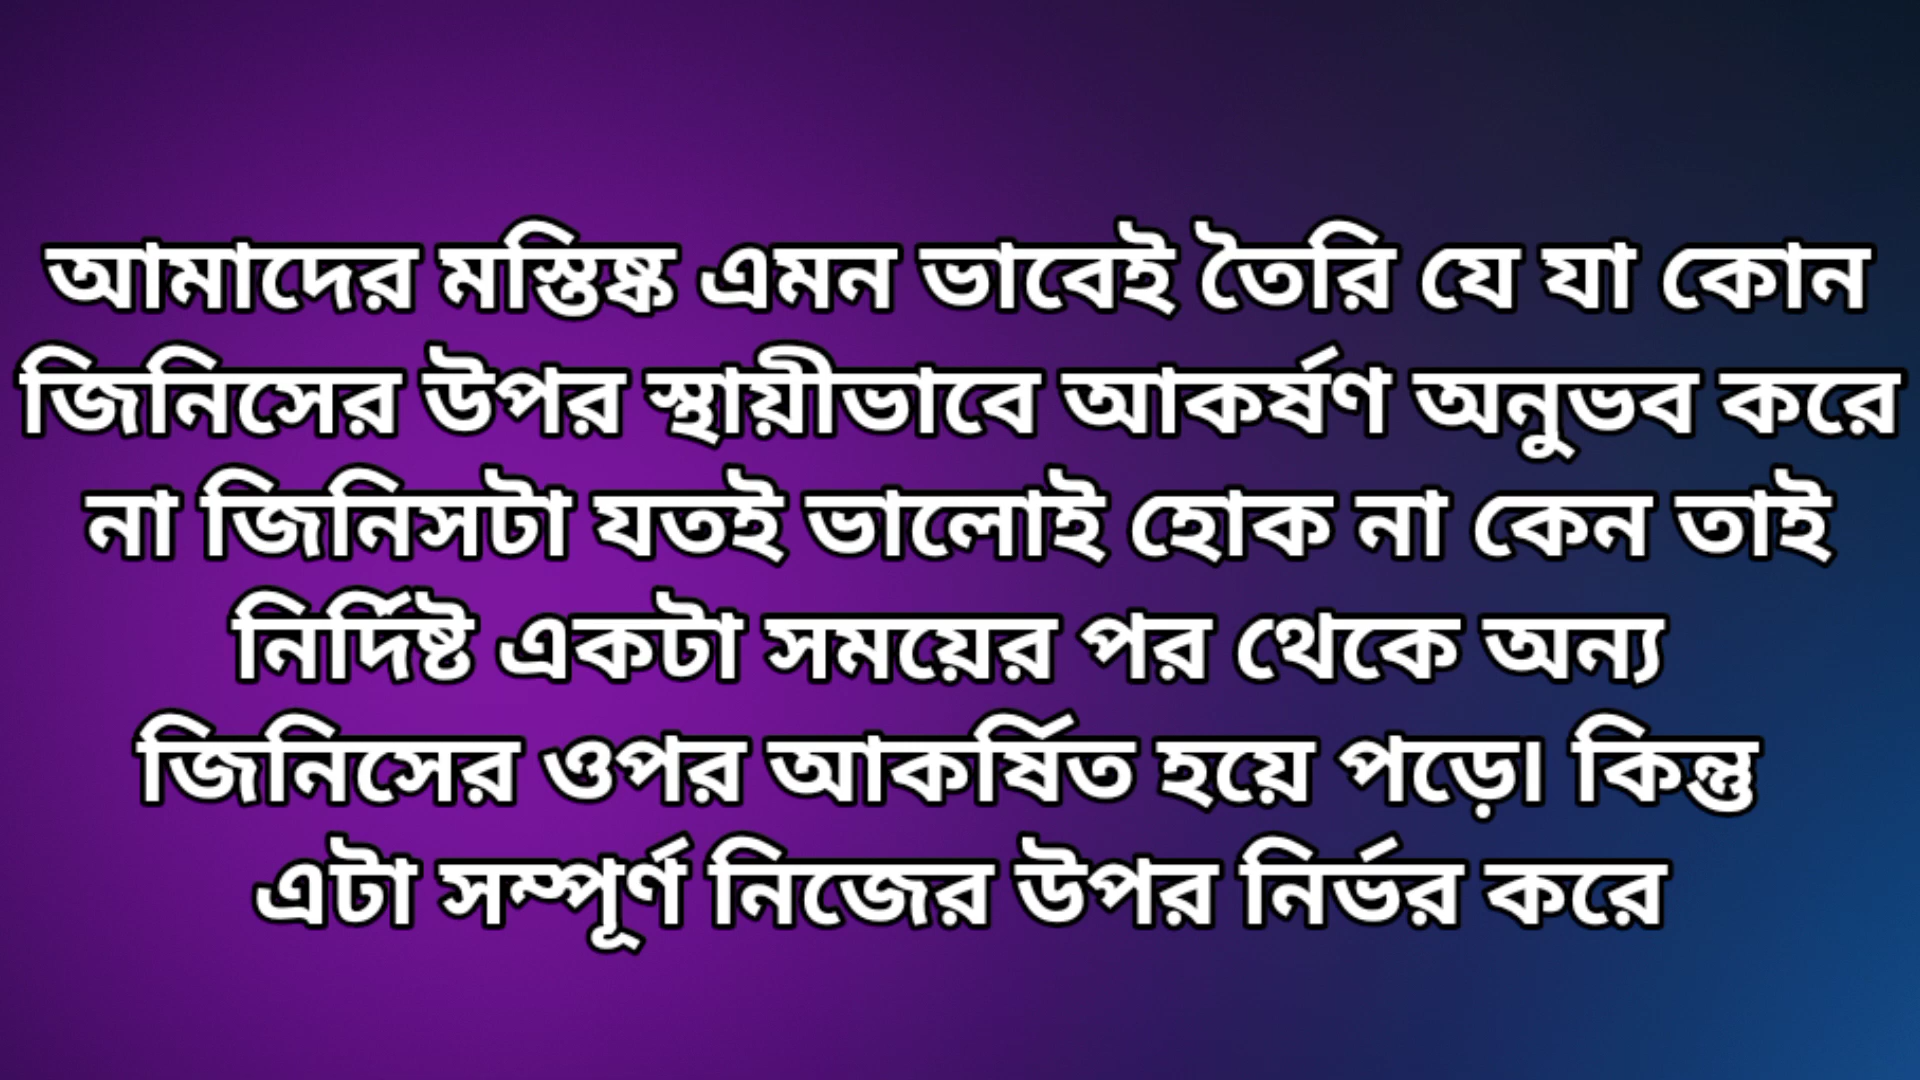 আমাদের মস্তিষ্ক এমন ভাবেই তৈরি যে যা কোন
জিনিসের উপর স্থায়ীভাবে আকর্ষণ অনুভব করে
না জিনিসটা যতই ভালোই হোক না কেন তাই
নির্দিষ্ট একটা সময়ের পর থেকে অন্য
জিনিসের ওপর আকর্ষিত হয়ে পড়ে। কিন্তু
এটা সম্পূর্ণ নিজের উপর নির্ভর করে